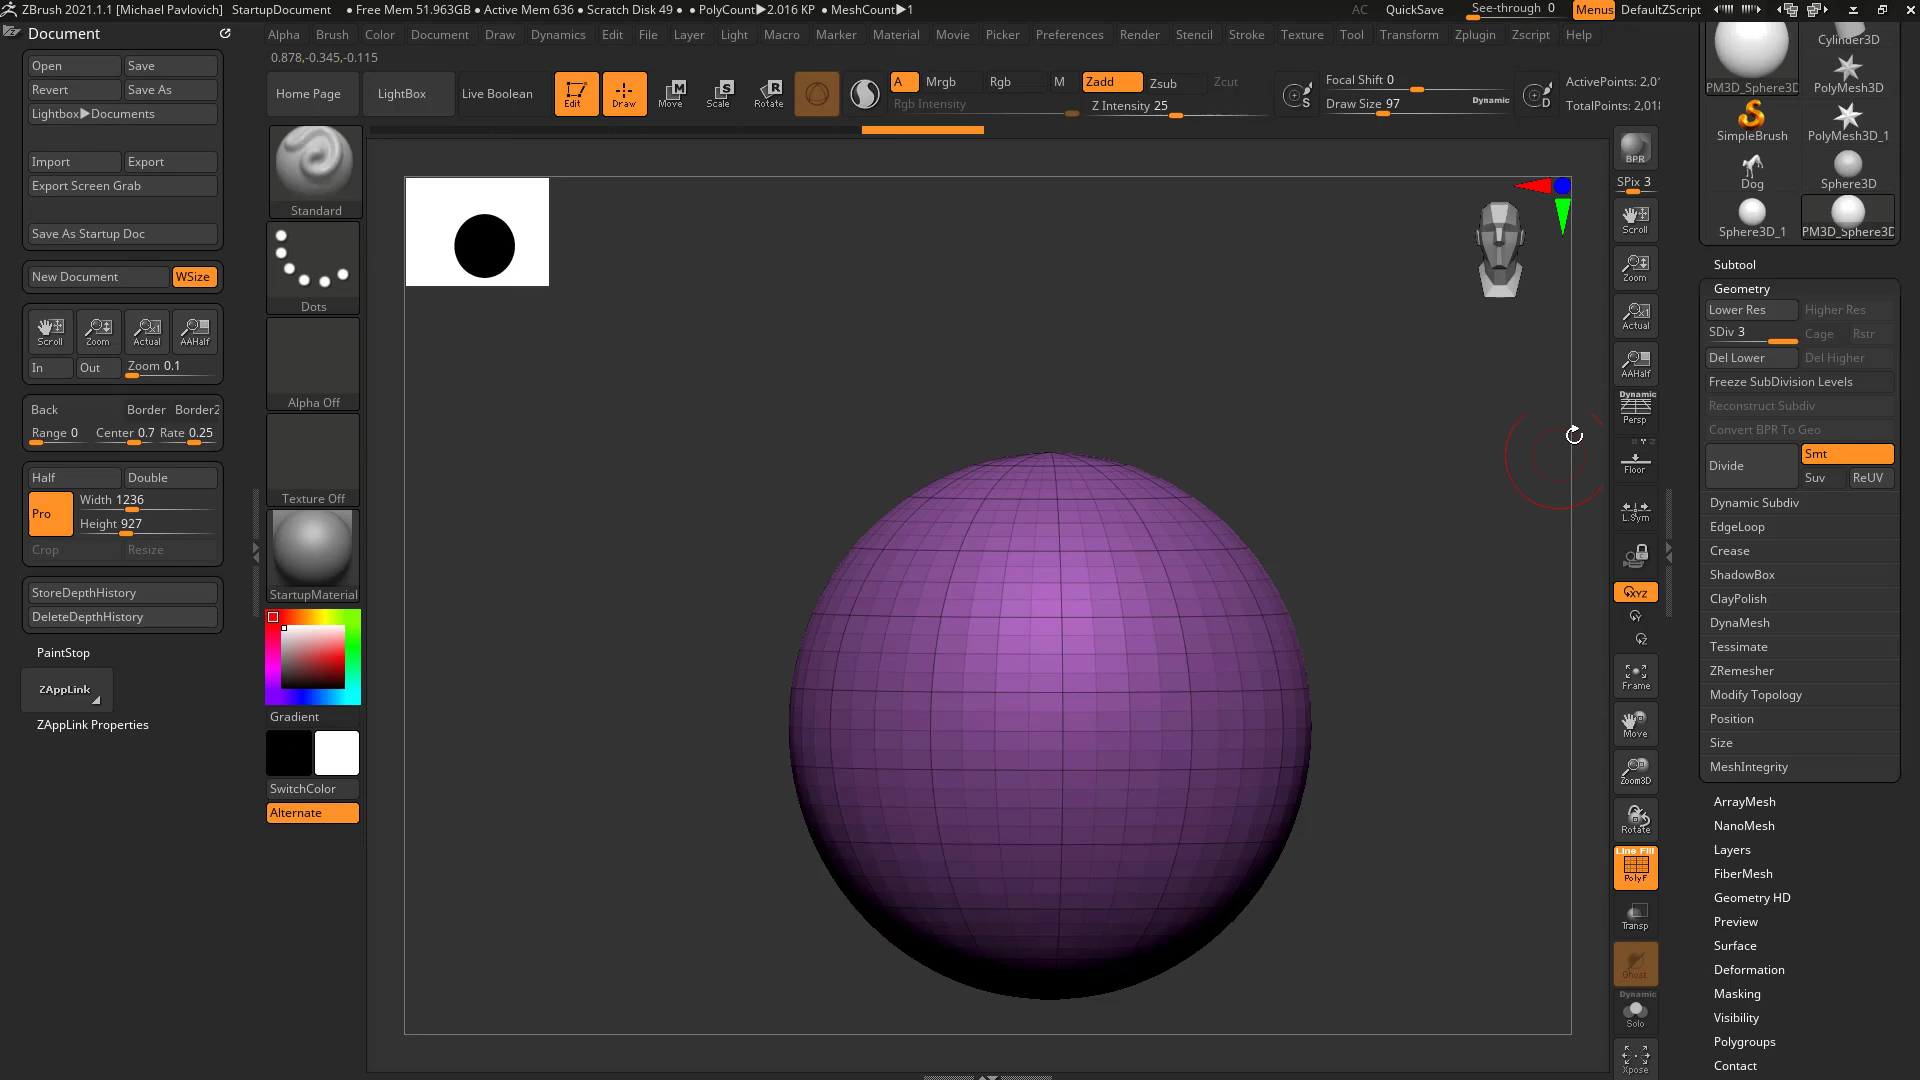 ZBrush 2021.1.1 [Michael Pavlovich] StartupDocument • Free Mem 51.963GB • Active Mem 636 • Scratch Disk 49 • • PolyCount▶2.016 KP • MeshCount▶1 AC QuickSave See-through 0 Menus DefaultZScript
Document
Alpha Brush Color Document Draw Dynamics Edit File Layer Light Macro Marker Material Movie Picker Preferences Render Stencil Stroke Texture Tool Transform Zplugin Zscript Help
0.878,-0.345,-0.115
Home Page LightBox Live Boolean Edit Draw Move Scale Rotate
A Mrgb Rgb M Zadd Zsub Zcut
Rgb Intensity Z Intensity 25
S Focal Shift 0
Draw Size 97 Dynamic D
ActivePoints: 2,01
TotalPoints: 2,018
Open Save
Revert Save As
Lightbox▶Documents
Import Export
Export Screen Grab
Save As Startup Doc
New Document WSize
Scroll Zoom Actual AAHalf
In Out Zoom 0.1
Back Border Border2
Range 0 Center 0.7 Rate 0.25
Half Double
Pro Width 1236
Height 927
Crop Resize
StoreDepthHistory
DeleteDepthHistory
PaintStop
ZAppLink
ZAppLink Properties
Standard
Dots
Alpha Off
Texture Off
StartupMaterial
Gradient
SwitchColor
Alternate
BPR
SPix 3
Scroll
Zoom
Actual
AAHalf
Dynamic
Persp
Floor
L.Sym
XYZ
Y
Z
Frame
Move
Zoom3D
Rotate
Line Fill
PolyF
Transp
Ghost
Dynamic
Solo
Xpose
Cylinder3D
PM3D_Sphere3D PolyMesh3D
SimpleBrush PolyMesh3D_1
Dog Sphere3D
Sphere3D_1 PM3D_Sphere3D
Subtool
Geometry
Lower Res Higher Res
SDiv 3 Cage Rstr
Del Lower Del Higher
Freeze SubDivision Levels
Reconstruct Subdiv
Convert BPR To Geo
Divide Smt
Suv ReUV
Dynamic Subdiv
EdgeLoop
Crease
ShadowBox
ClayPolish
DynaMesh
Tessimate
ZRemesher
Modify Topology
Position
Size
MeshIntegrity
ArrayMesh
NanoMesh
Layers
FiberMesh
Geometry HD
Preview
Surface
Deformation
Masking
Visibility
Polygroups
Contact